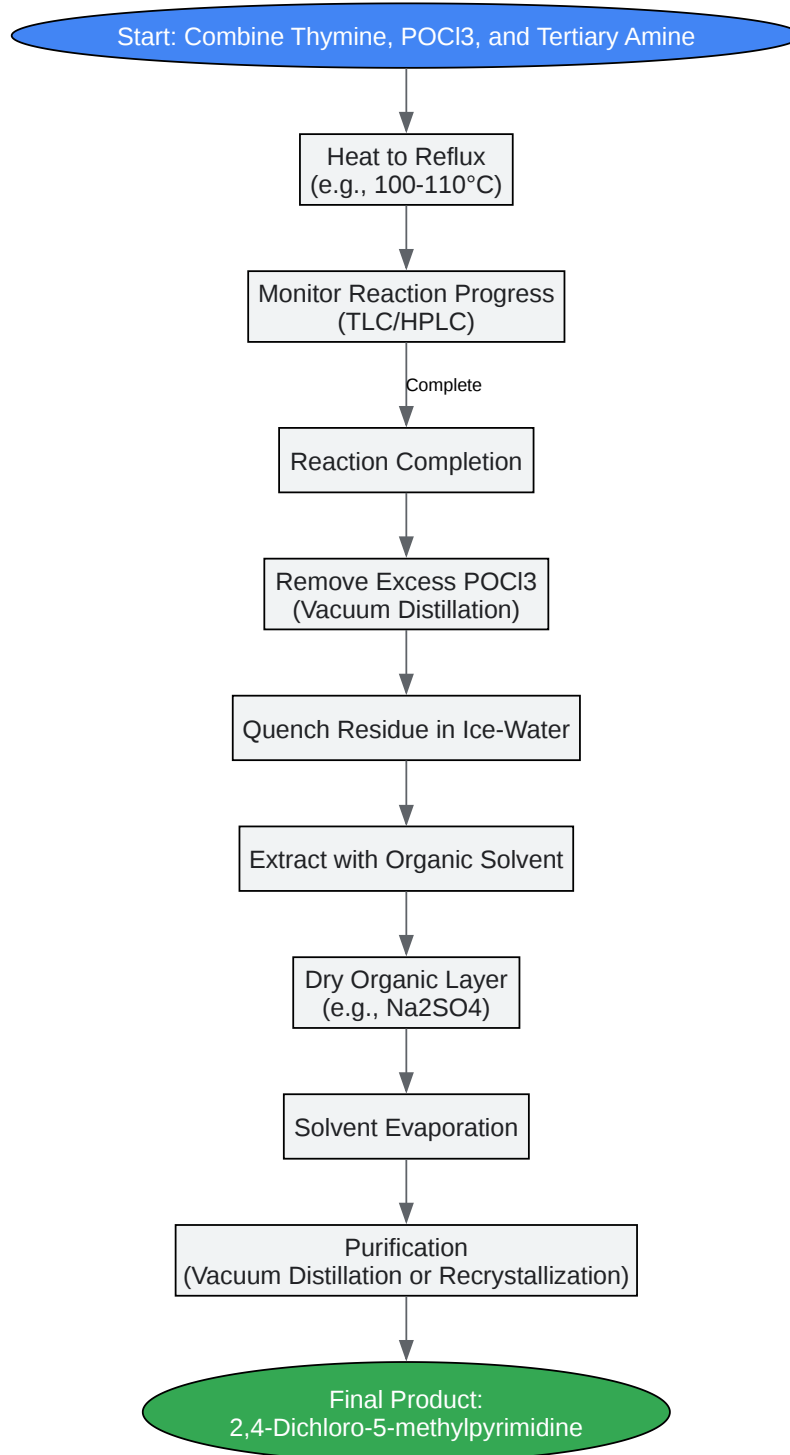 Start: Combine Thymine, POCl3, and Tertiary Amine
Heat to Reflux
(e.g., 100-110°C)
Monitor Reaction Progress
(TLC/HPLC)
Complete
Reaction Completion
Remove Excess POCl3
(Vacuum Distillation)
Quench Residue in Ice-Water
Extract with Organic Solvent
Dry Organic Layer
(e.g., Na2SO4)
Solvent Evaporation
Purification
(Vacuum Distillation or Recrystallization)
Final Product:
2,4-Dichloro-5-methylpyrimidine